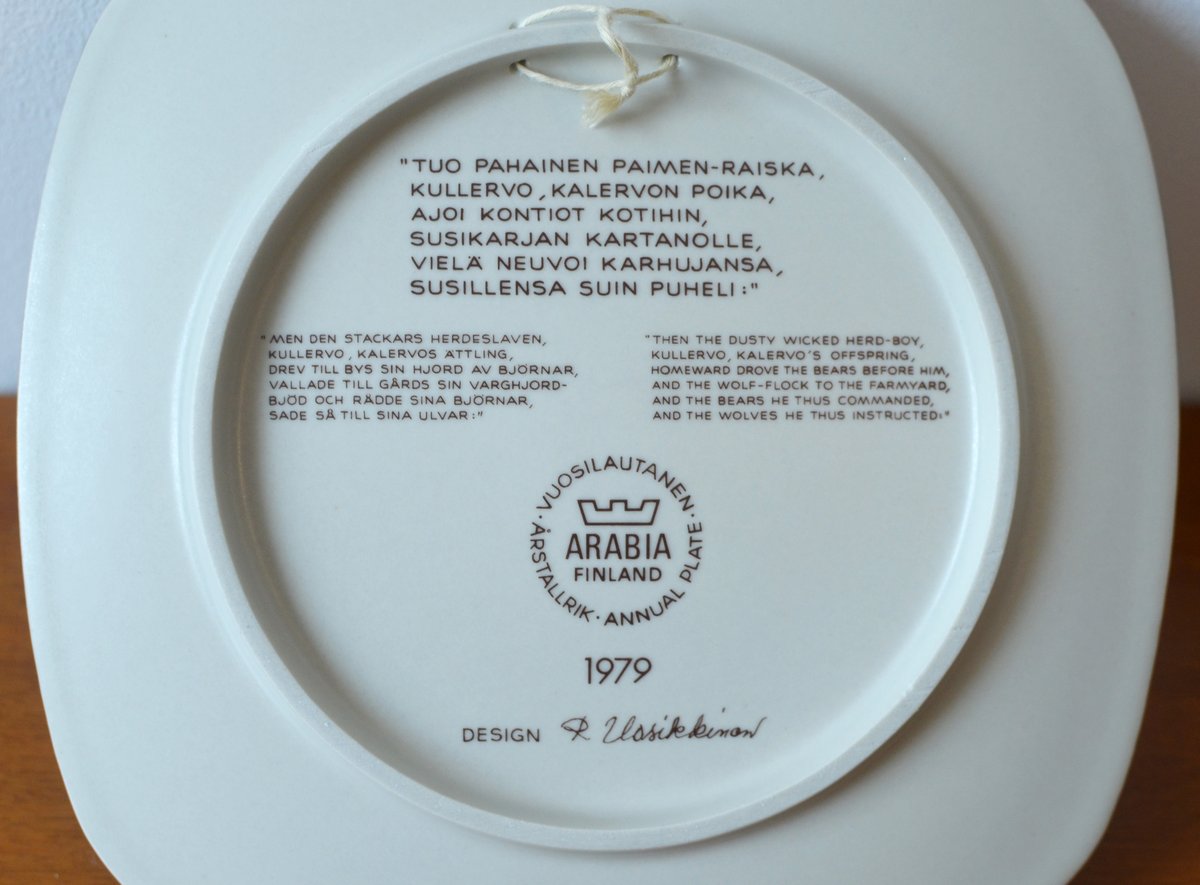 "TUO PAHAINEN PAIMEN-RAISKA,
KULLERVO, KALERVON POIKA,
AJOI KONTIOT KOTIHIN,
SUSIKARJAN KARTANOLLE,
VIELÄ NEUVOI KARHUJANSA,
SUSILLENSA SUIN PUHELI:"
"MEN DEN STACKARS HERDESLAVEN,
KULLERVO, KALERVOS ÄTTLING,
DREV TILL BYS SIN HJORD AV BJÖRNAR,
VALLADE TILL GÅRDS SIN VARGHJORD-
BJÖD OCH RÄDDE SINA BJÖRNAR,
SADE SÅ TILL SINA ULVAR:"
"THEN THE DUSTY WICKED HERD-BOY,
KULLERVO, KALERVO'S OFFSPRING,
HOMEWARD DROVE THE BEARS BEFORE HIM,
AND THE WOLF-FLOCK TO THE FARMYARD,
AND THE BEARS HE THUS COMMANDED,
AND THE WOLVES HE THUS INSTRUCTED:"
· VUOSILAUTANEN · ANNUAL PLATE · ÅRSTALLRIK
ARABIA
FINLAND
1979
DESIGN R. Uosikkinen